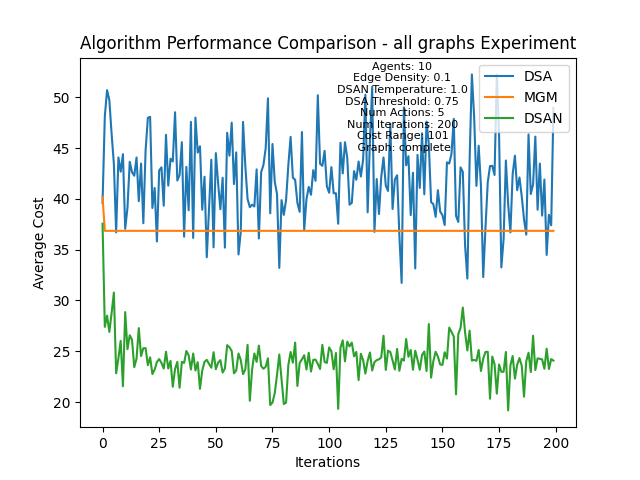 Algorithm Performance Comparison - all graphs Experiment
Agents: 10
Edge Density: 0.1
DSAN Temperature: 1.0
DSA Threshold: 0.75
Num Actions: 5
Num Iterations: 200
Cost Range: 101
Graph: complete
DSA
MGM
DSAN
Average Cost
50
45
40
35
30
25
20
0
25
50
75
100
125
150
175
200
Iterations